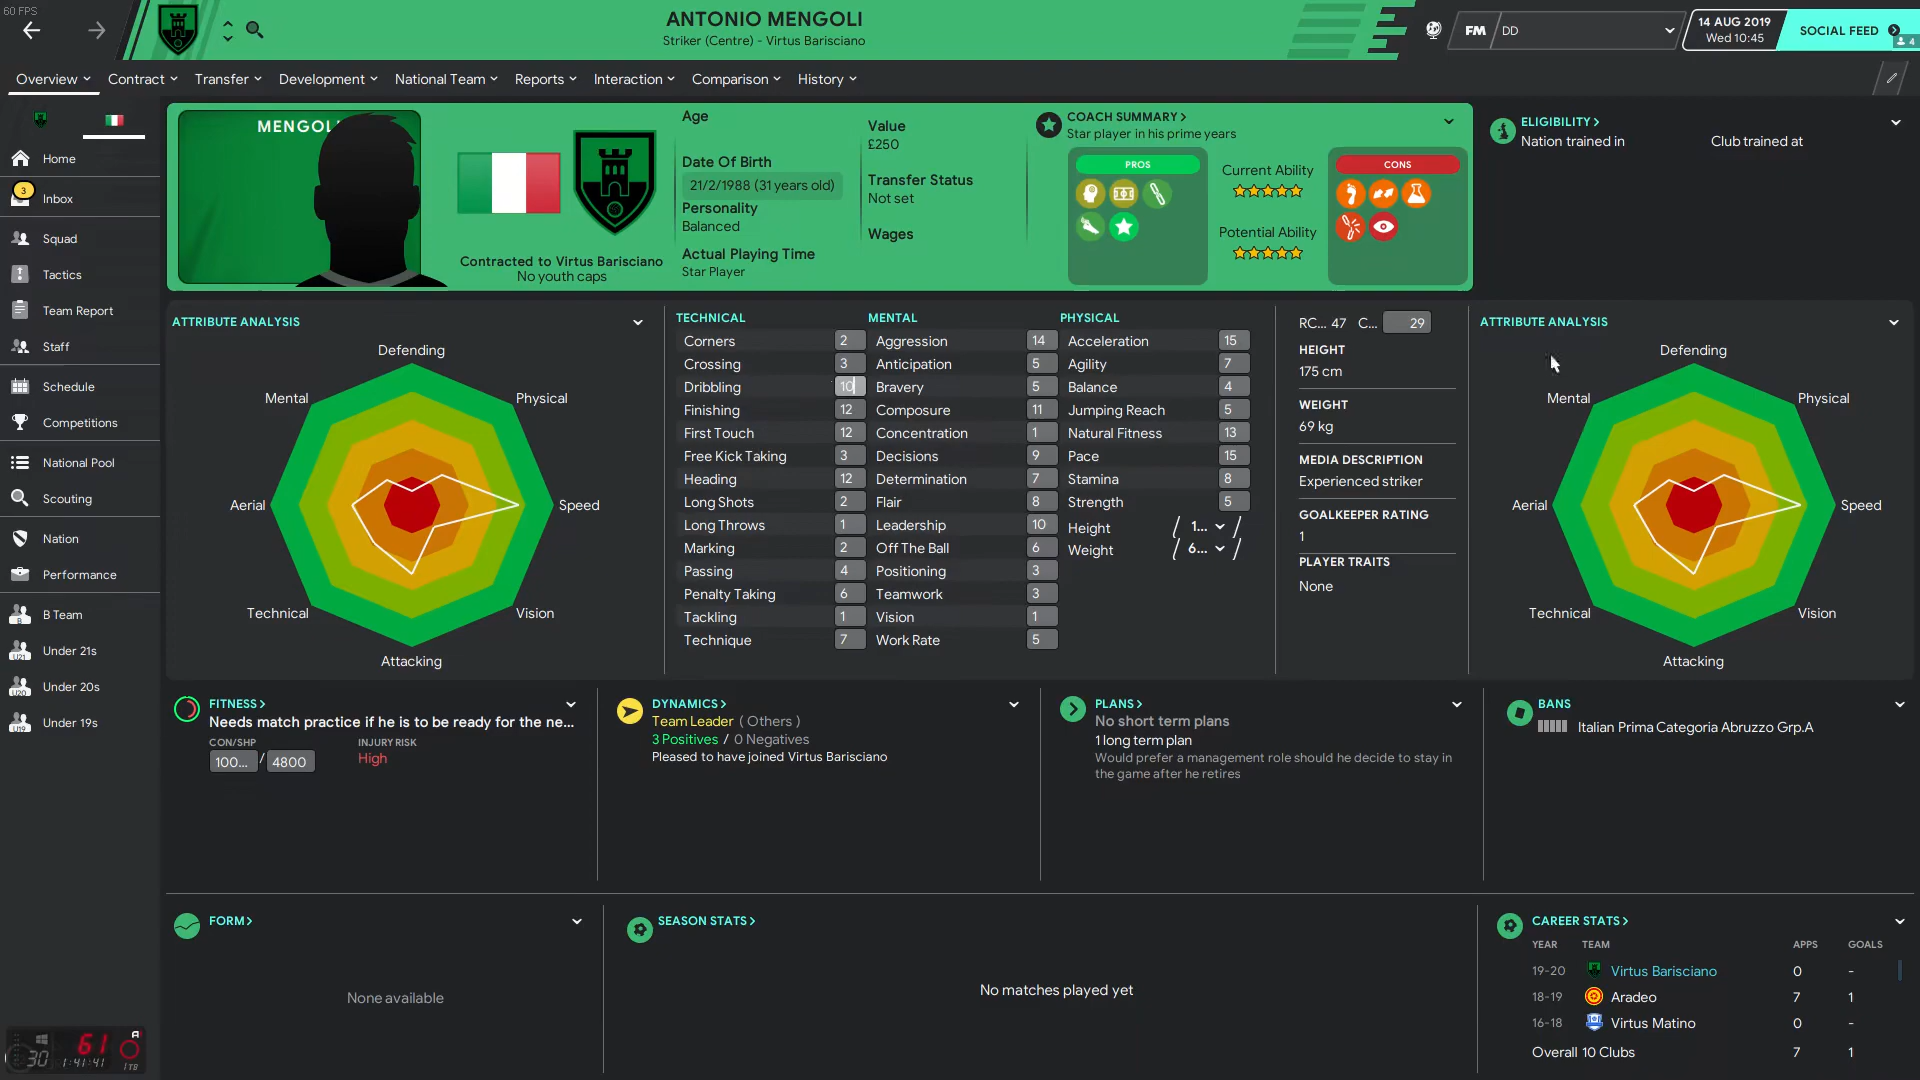 60 FPS
ANTONIO MENGOLI
Striker (Centre) - Virtus Barisciano
FM DD
14 AUG 2019
Wed 10:45
SOCIAL FEED
4
Overview Contract Transfer Development National Team Reports Interaction Comparison History
Home
3
Inbox
Squad
Tactics
Team Report
Staff
Schedule
Competitions
National Pool
Scouting
Nation
Performance
B Team
Under 21s
Under 20s
Under 19s
MENGOL
Contracted to Virtus Barisciano
No youth caps
Age
Date Of Birth
21/2/1988 (31 years old)
Personality
Balanced
Actual Playing Time
Star Player
Value
£250
Transfer Status
Not set
Wages
COACH SUMMARY >
Star player in his prime years
PROS
Current Ability
Potential Ability
CONS
ELIGIBILITY >
Nation trained in Club trained at
ATTRIBUTE ANALYSIS
Defending
Mental Physical
Aerial Speed
Technical Vision
Attacking
TECHNICAL
Corners 2
Crossing 3
Dribbling 10
Finishing 12
First Touch 12
Free Kick Taking 3
Heading 12
Long Shots 2
Long Throws 1
Marking 2
Passing 4
Penalty Taking 6
Tackling 1
Technique 7
MENTAL
Aggression 14
Anticipation 5
Bravery 5
Composure 11
Concentration 1
Decisions 9
Determination 7
Flair 8
Leadership 10
Off The Ball 6
Positioning 3
Teamwork 3
Vision 1
Work Rate 5
PHYSICAL
Acceleration 15
Agility 7
Balance 4
Jumping Reach 5
Natural Fitness 13
Pace 15
Stamina 8
Strength 5
Height 1...
Weight 6...
RC... 47 C... 29
HEIGHT
175 cm
WEIGHT
69 kg
MEDIA DESCRIPTION
Experienced striker
GOALKEEPER RATING
1
PLAYER TRAITS
None
ATTRIBUTE ANALYSIS
Defending
Mental Physical
Aerial Speed
Technical Vision
Attacking
FITNESS >
Needs match practice if he is to be ready for the ne...
CON/SHP INJURY RISK
100... / 4800 High
DYNAMICS >
Team Leader ( Others )
3 Positives / 0 Negatives
Pleased to have joined Virtus Barisciano
PLANS >
No short term plans
1 long term plan
Would prefer a management role should he decide to stay in
the game after he retires
BANS
Italian Prima Categoria Abruzzo Grp.A
FORM >
None available
SEASON STATS >
No matches played yet
CAREER STATS >
YEAR TEAM APPS GOALS
19-20 Virtus Barisciano 0 -
18-19 Aradeo 7 1
16-18 Virtus Matino 0 -
Overall 10 Clubs 7 1
61
30 1:41:41
1TB